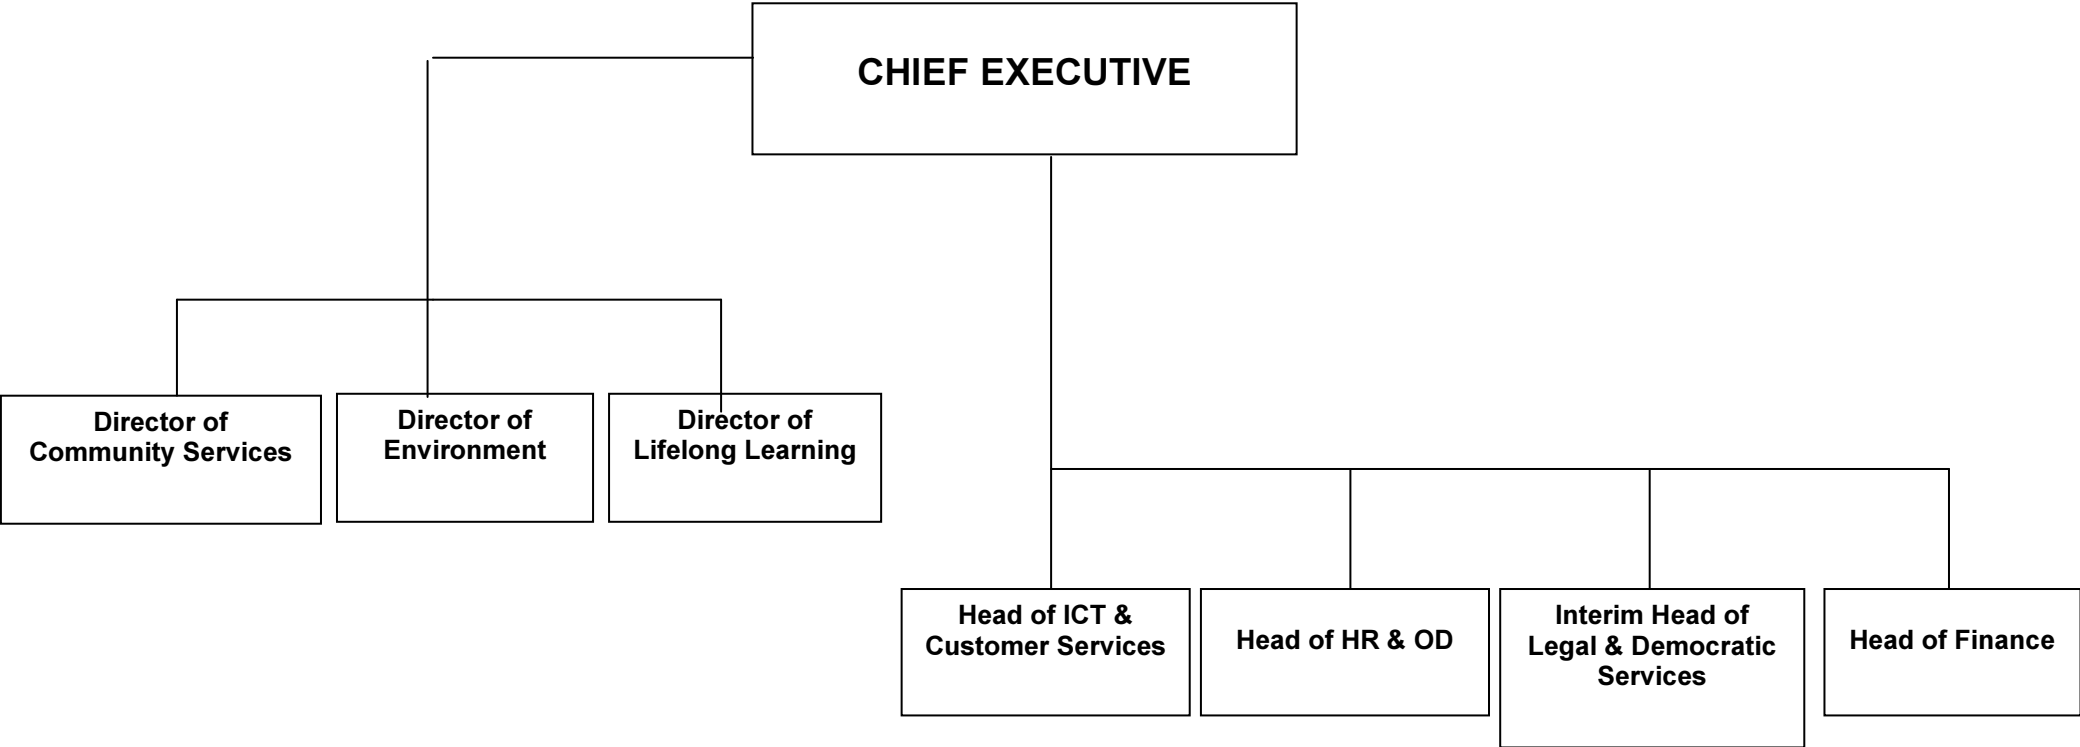 CHIEF EXECUTIVE
Director of
Community Services
Director of
Environment
Director of
Lifelong Learning
Head of ICT &
Customer Services
Head of HR & OD
Interim Head of
Legal & Democratic
Services
Head of Finance